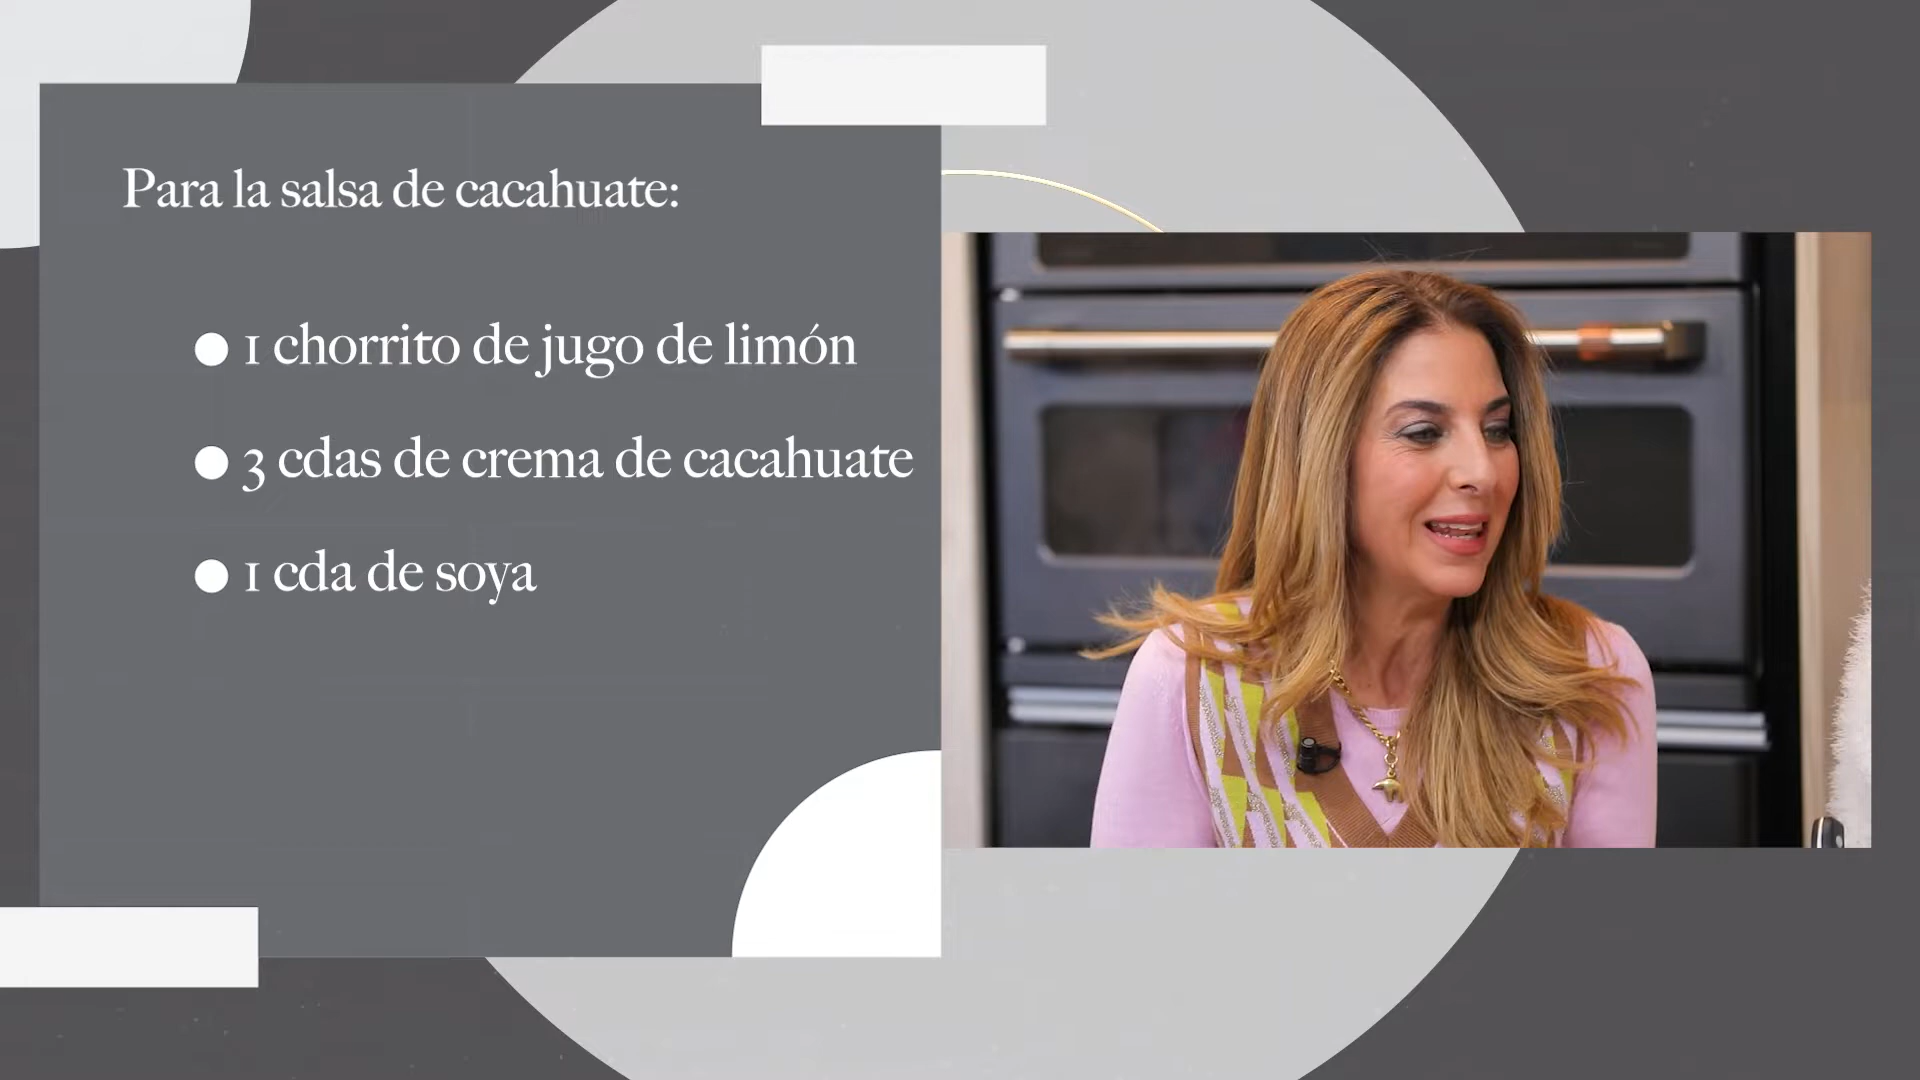 Para la salsa de cacahuate:
● 1 chorrito de jugo de limón
● 3 cdas de crema de cacahuate
● 1 cda de soya